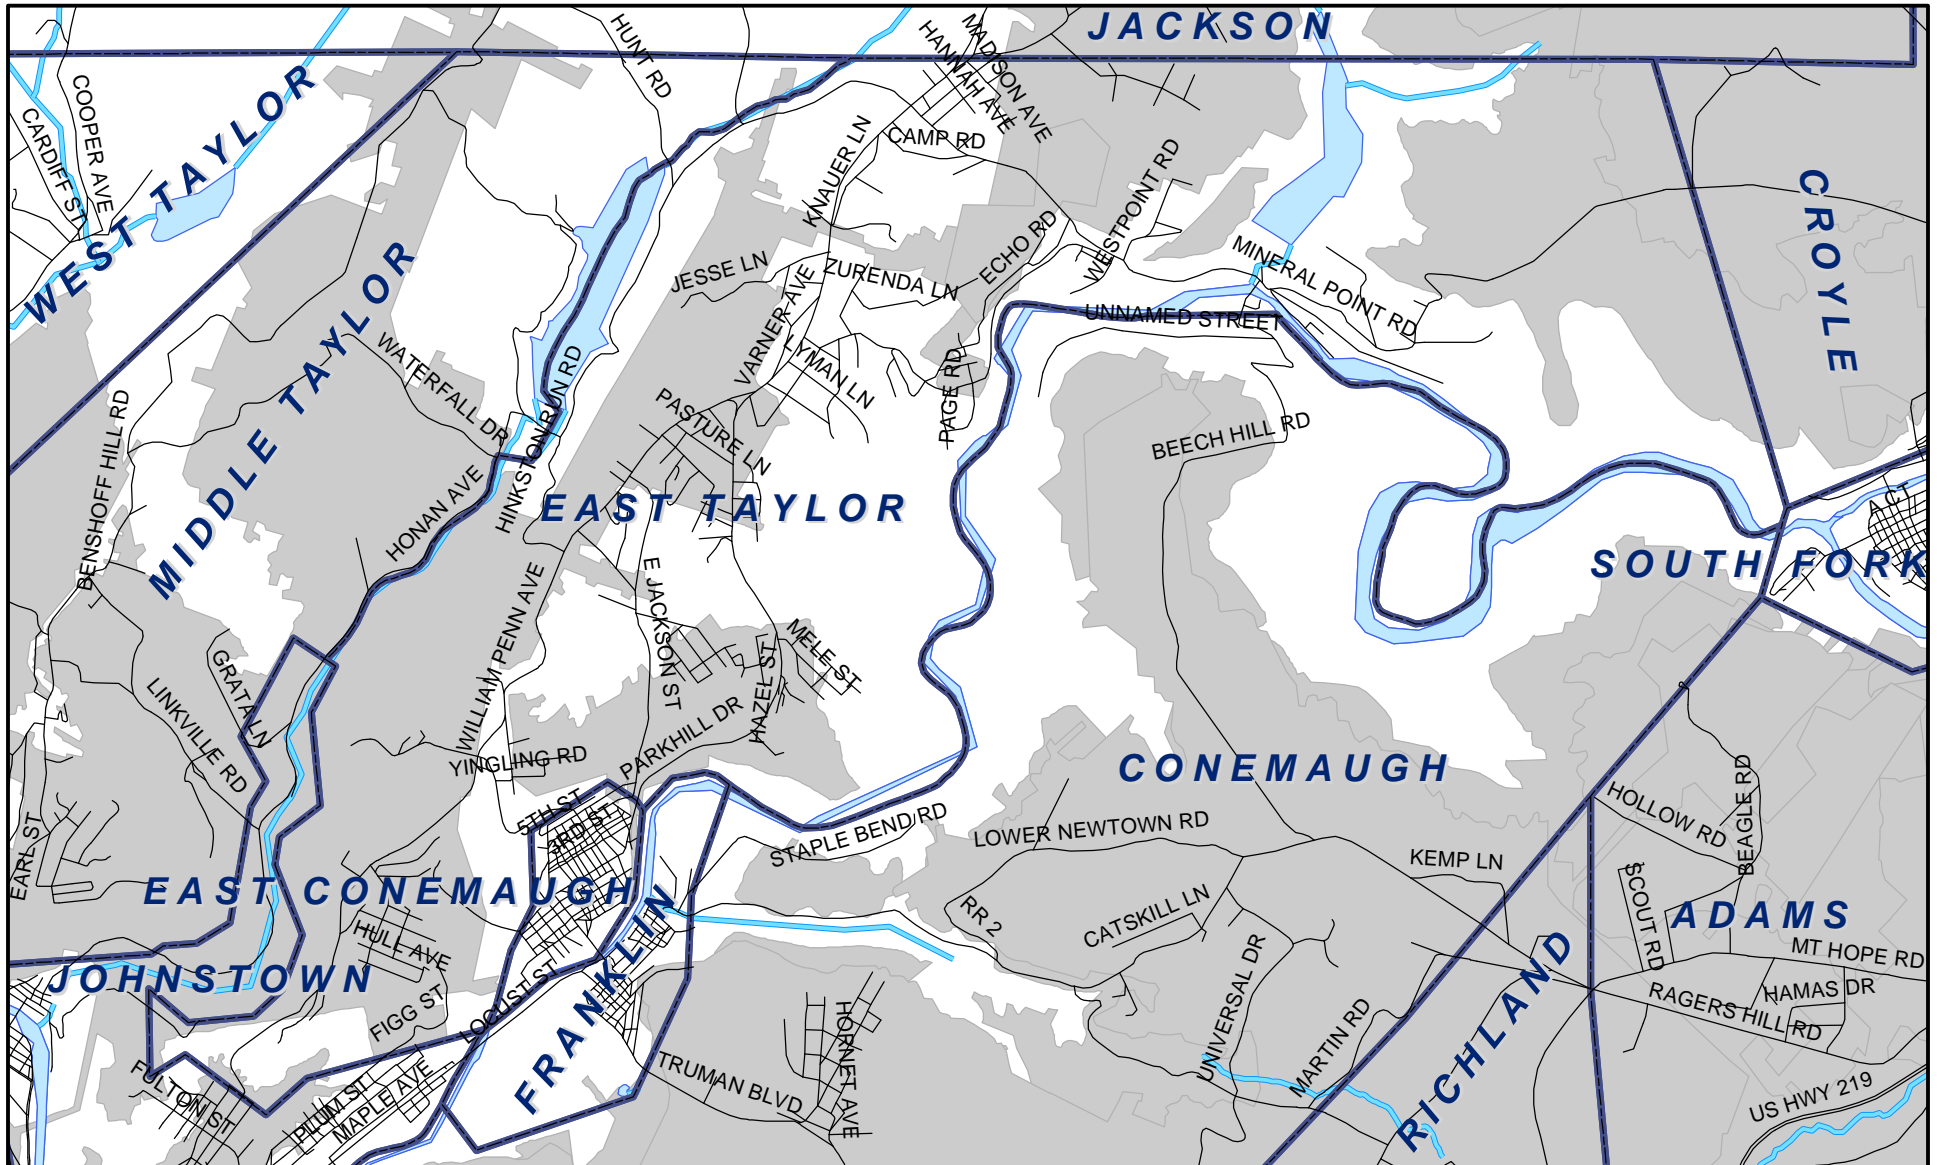 JACKSON
HUNT RD
HANNAH AVE
MADISON AVE
COOPER AVE
CARDIFF ST
WEST TAYLOR
CAMP RD
KNAUER LN
WESTPOINT RD
CROYLE
ECHO RD
MINERAL POINT RD
JESSE LN
ZURENDA LN
VARNER AVE
UNNAMED STREET
MIDDLE TAYLOR
WATERFALL DR
LYMAN LN
PAGE RD
HINKSTON RUN RD
PASTURE LN
BEECH HILL RD
BENSHOFF HILL RD
HONAN AVE
EAST TAYLOR
A CT
SOUTH FORK
E JACKSON ST
WILLIAM PENN AVE
MELE ST
HAZEL ST
GRATA LN
LINKVILLE RD
PARKHILL DR
YINGLING RD
CONEMAUGH
5TH ST
3RD ST
STAPLE BEND RD
LOWER NEWTOWN RD
HOLLOW RD
BEAGLE RD
KEMP LN
EARL ST
EAST CONEMAUGH
SCOUT RD
ADAMS
CATSKILL LN
RR 2
HULL AVE
FRANKLIN
JOHNSTOWN
UNIVERSAL DR
MT HOPE RD
HAMAS DR
RAGERS HILL RD
FIGG ST
LOCUST ST
HORNET AVE
MARTIN RD
RICHLAND
TRUMAN BLVD
FULTON ST
PLUM ST
MAPLE AVE
US HWY 219